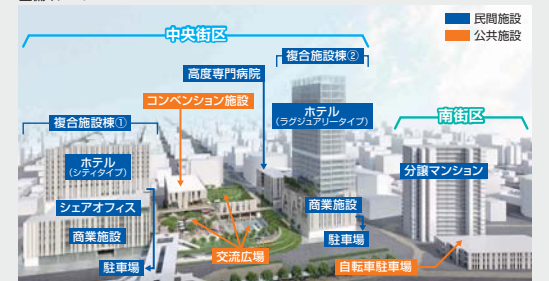 民間施設
公共施設
中央街区
複合施設棟②
高度専門病院
コンベンション施設
ホテル
(ラグジュアリータイプ)
南街区
複合施設棟①
ホテル
(シティタイプ)
分譲マンション
シェアオフィス
商業施設
商業施設
駐車場
交流広場
駐車場
自転車駐車場